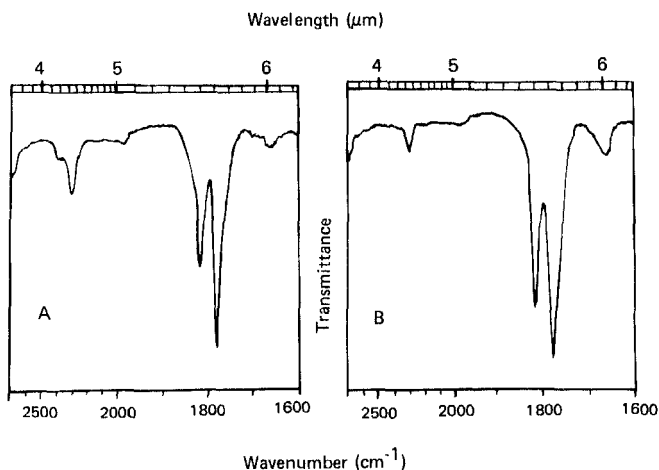 Wavelength (μm)
4 5 6 4 5 6
A
Transmittance
B
2500 2000 1800 1600 2500 2000 1800 1600
Wavenumber (cm⁻¹)